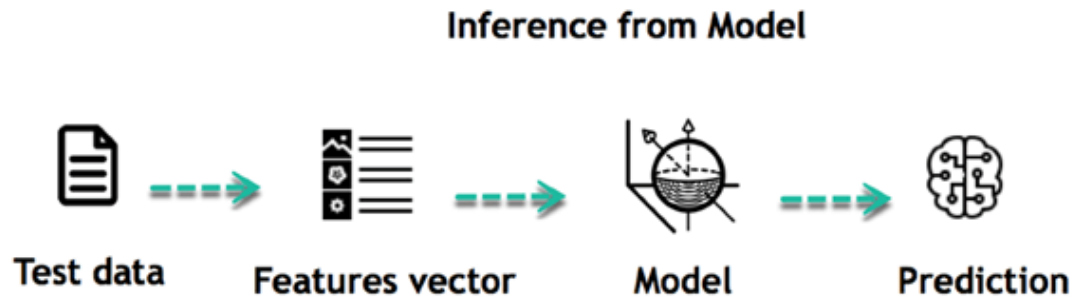 Inference from Model
Test data
Features vector
Model
Prediction